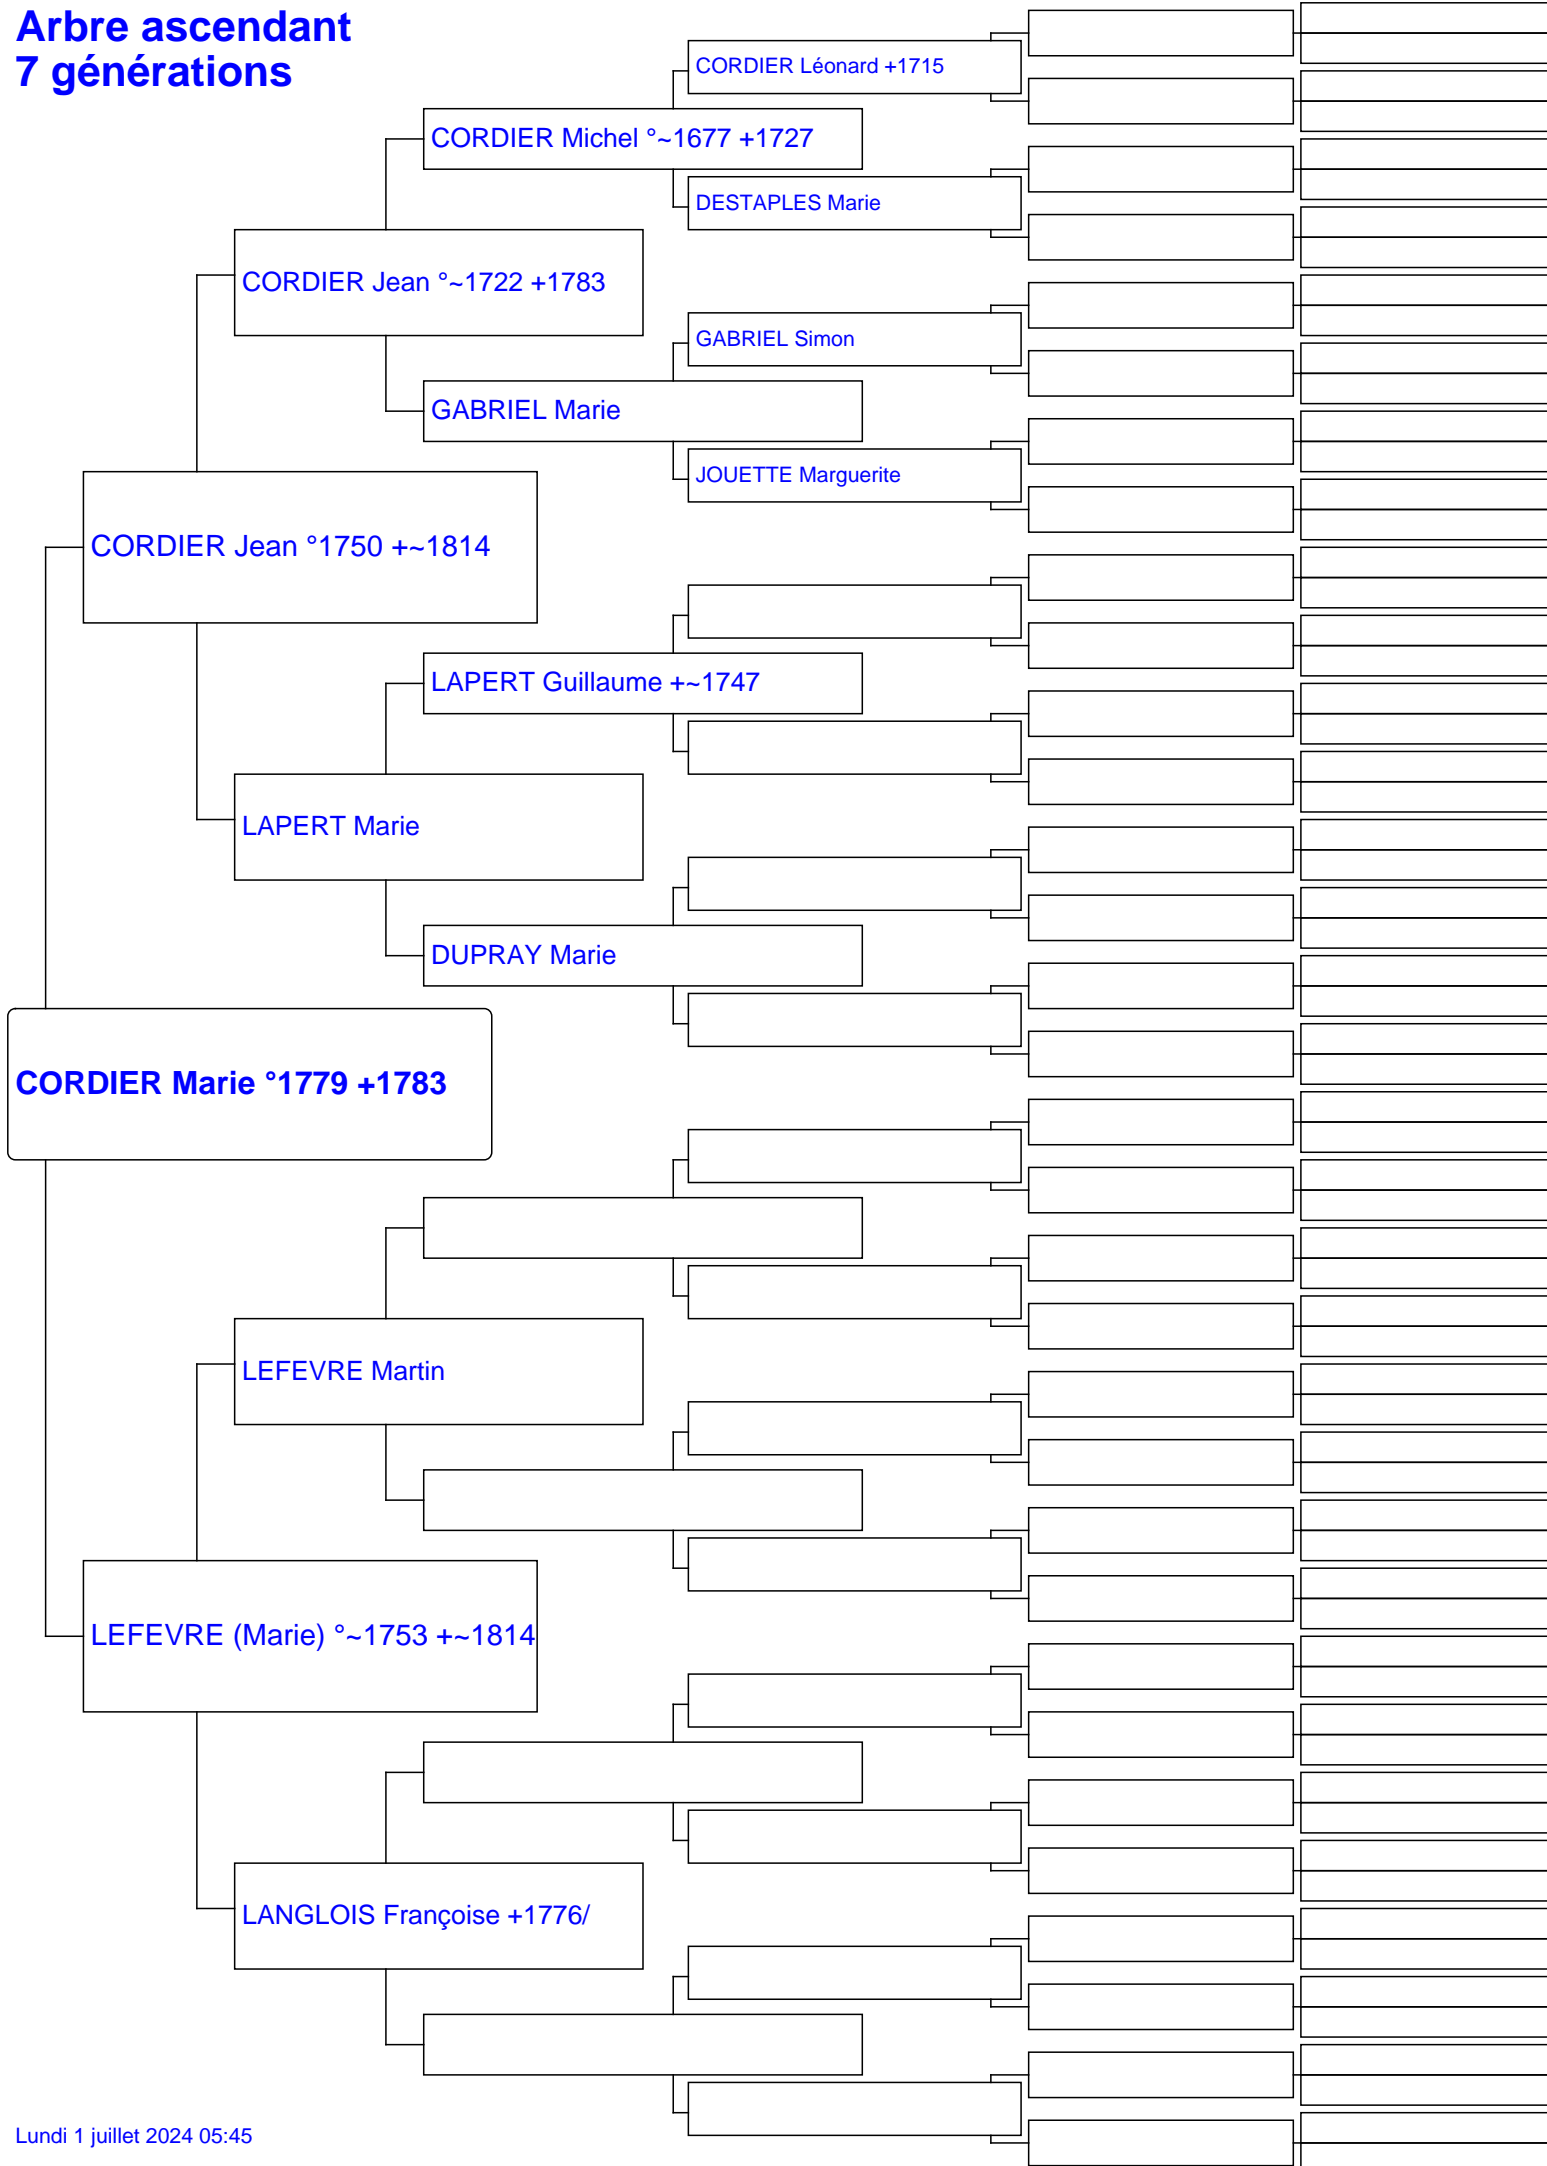 Arbre ascendant
7 générations
CORDIER Léonard +1715
CORDIER Michel °~1677 +1727
DESTAPLES Marie
CORDIER Jean °~1722 +1783
GABRIEL Simon
GABRIEL Marie
JOUETTE Marguerite
CORDIER Jean °1750 +~1814
LAPERT Guillaume +~1747
LAPERT Marie
DUPRAY Marie
CORDIER Marie °1779 +1783
LEFEVRE Martin
LEFEVRE (Marie) °~1753 +~1814
LANGLOIS Françoise +1776/
Lundi 1 juillet 2024 05:45